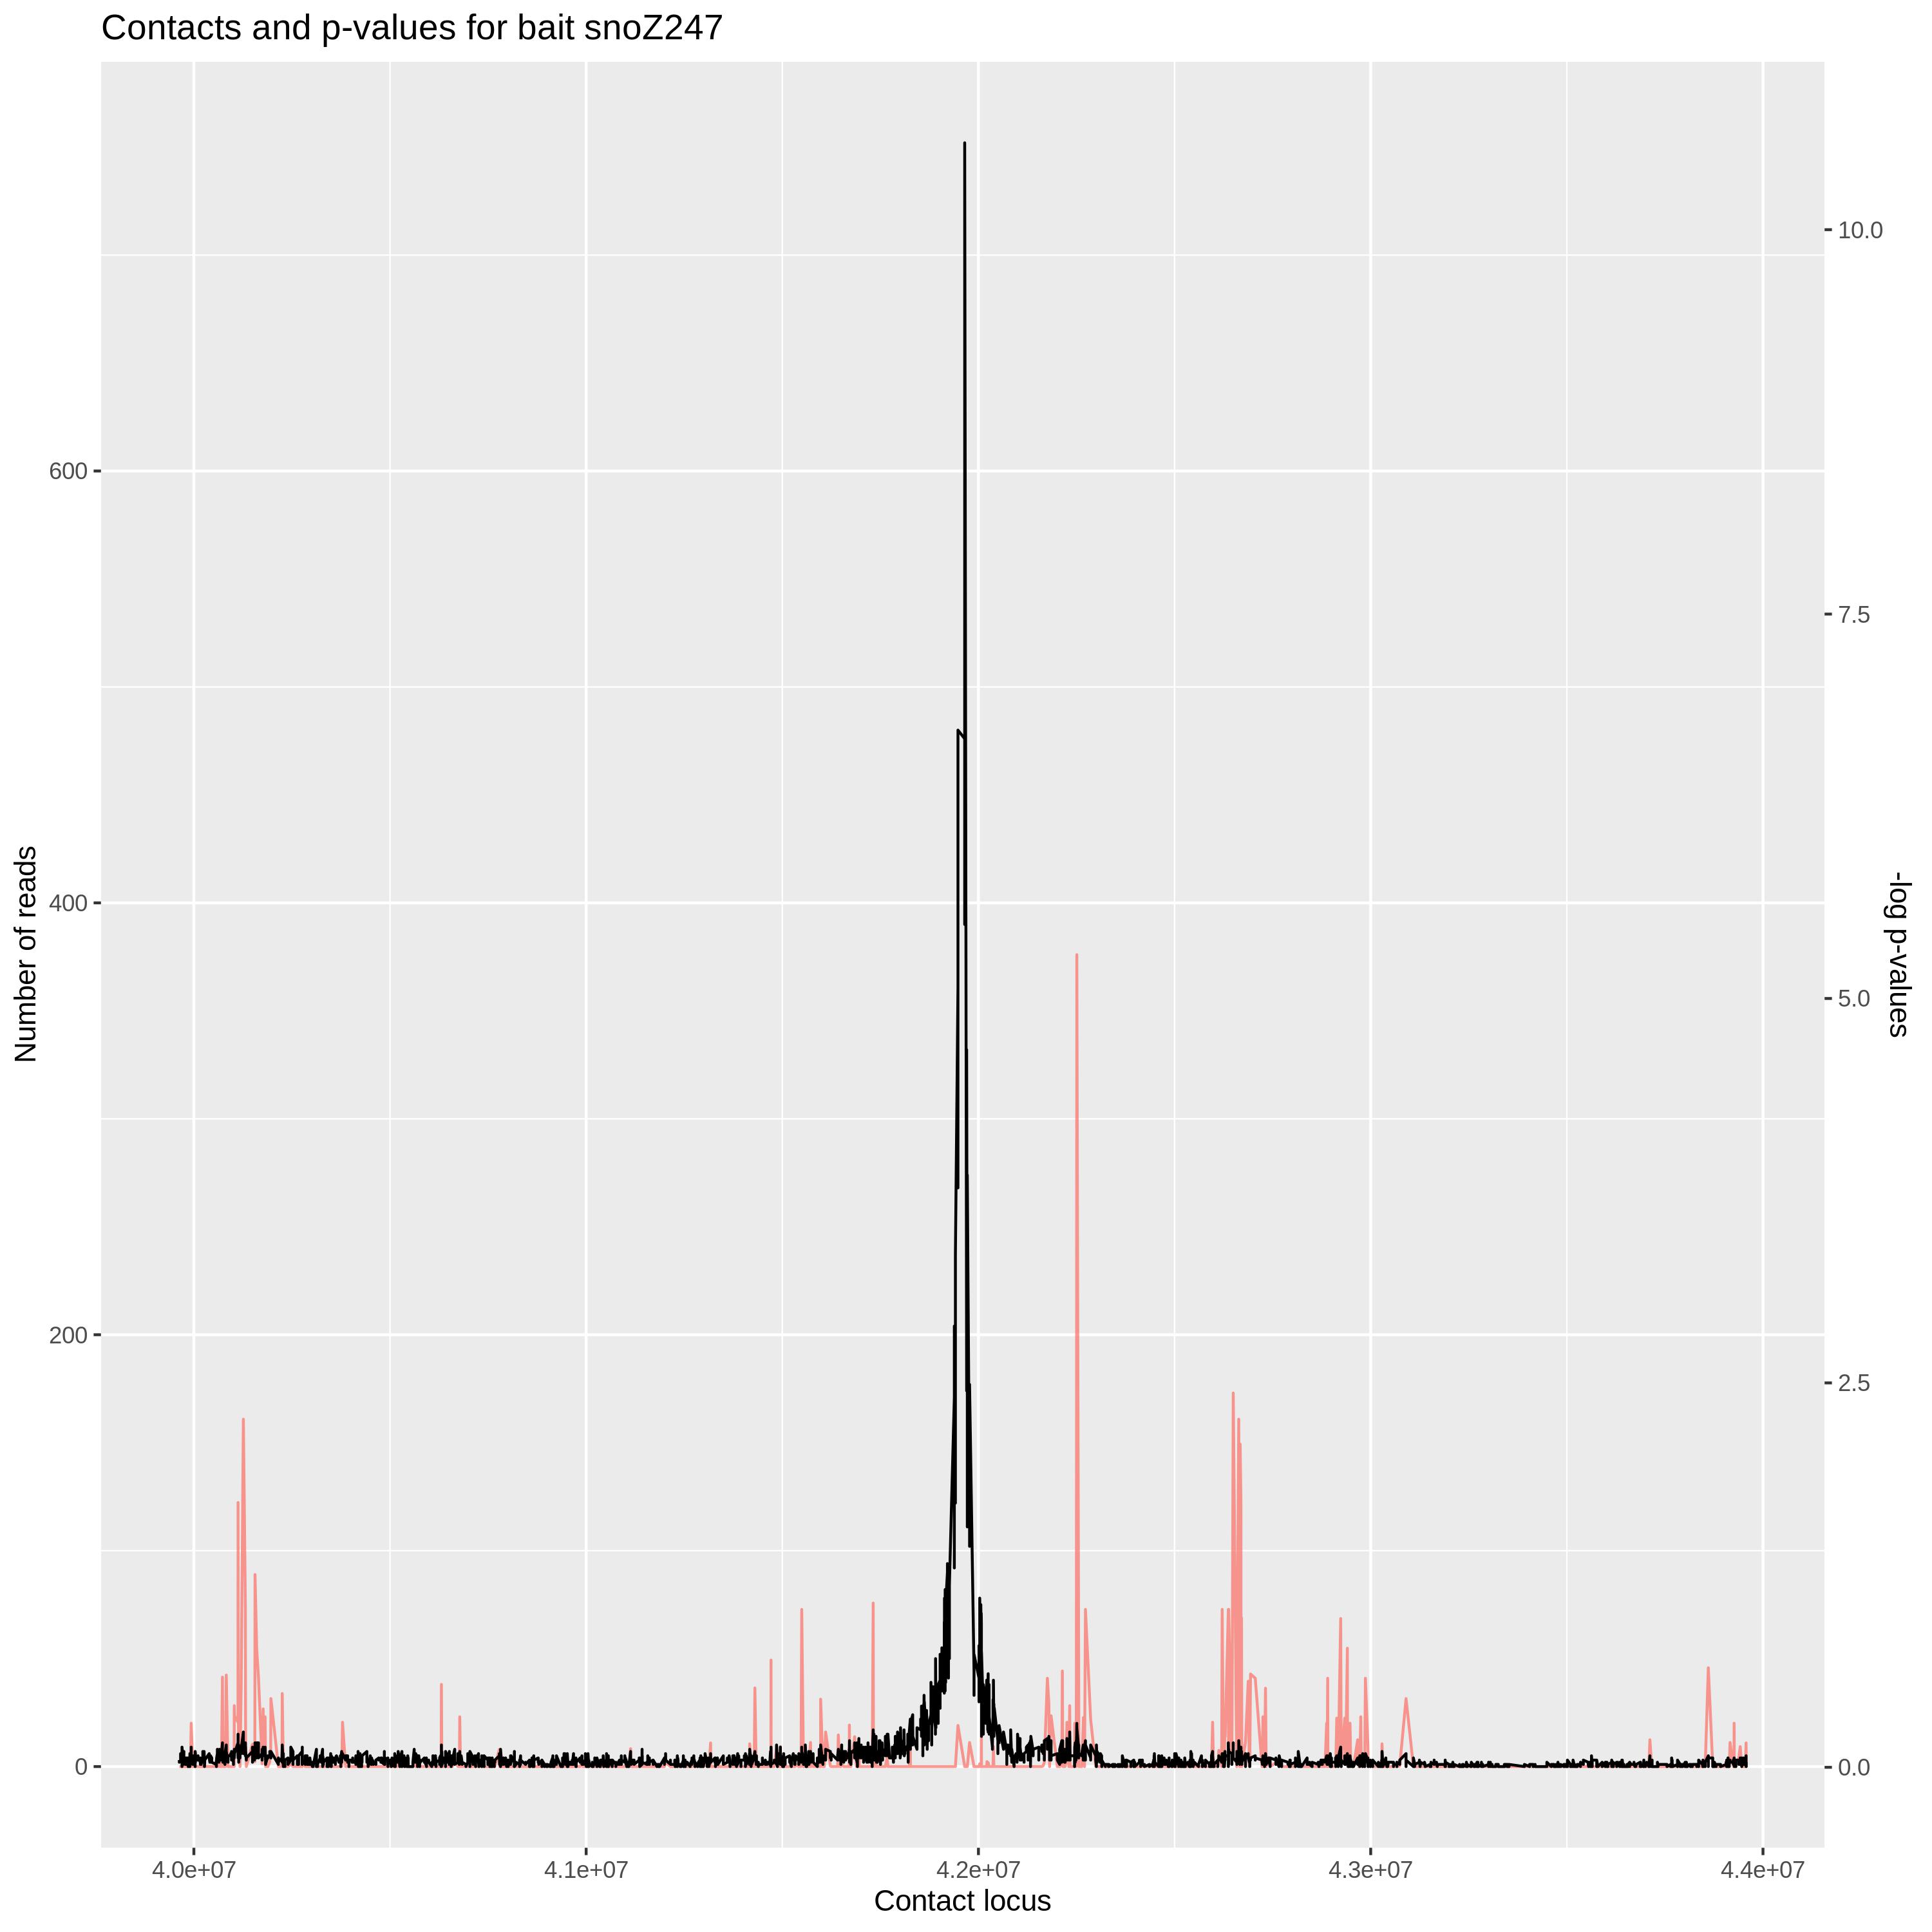 Contacts and p-values for bait snoZ247
Number of reads
600
400
200
0
10.0
7.5
5.0
2.5
0.0
-log p-values
4.0e+07 4.1e+07 4.2e+07 4.3e+07 4.4e+07
Contact locus